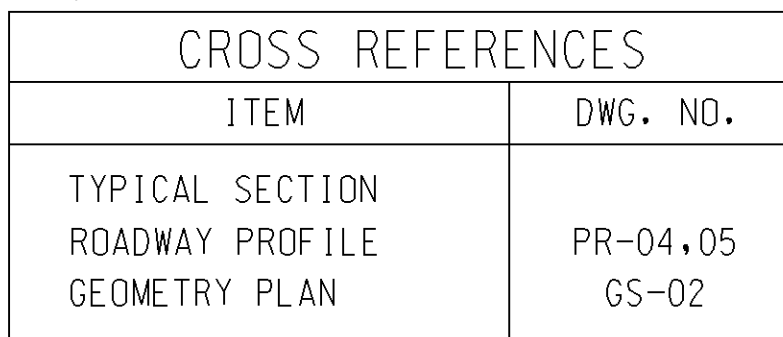 CROSS REFERENCES
ITEM DWG. NO.
TYPICAL SECTION
ROADWAY PROFILE PR-04,05
GEOMETRY PLAN GS-02